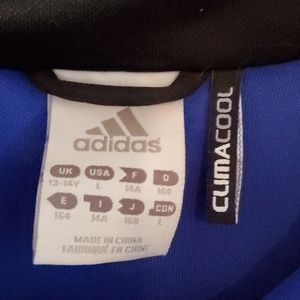 adidas
UK USA F D
13-14Y L 14A 164
E I J CDN
164 14A 160 L
MADE IN CHINA
FABRIQUÉ EN CHINE
CLIMACOOL